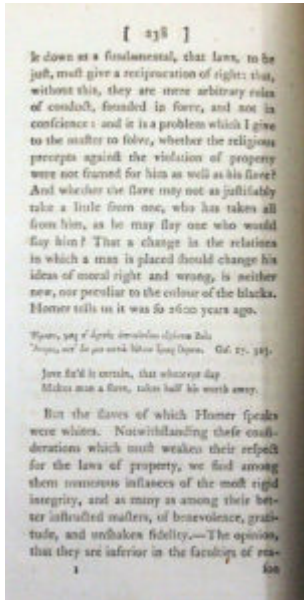 [ 238 ]
le down as a fundamental, that laws, to be
just, must give a reciprocation of right: that,
without this, they are mere arbitrary rules
of conduct, founded in force, and not in
conscience: and it is a problem which I give
to the master to solve, whether the religious
precepts against the violation of property
were not framed for him as well as his slave?
And whether the slave may not as justifiably
take a little from one, who has taken all
from him, as he may slay one who would
slay him? That a change in the relations
in which a man is placed should change his
ideas of moral right and wrong, is neither
new, nor peculiar to the colour of the blacks.
Homer tells us it was so 2600 years ago.
Od. 17. 323.
Jove fix'd it certain, that whatever day
Makes man a slave, takes half his worth away.
But the slaves of which Homer speaks
were whites. Notwithstanding these consi-
derations which must weaken their respect
for the laws of property, we find among
them numerous instances of the most rigid
integrity, and as many as among their bet-
ter instructed masters, of benevolence, grati-
tude, and unshaken fidelity.—The opinion,
that they are inferior in the faculties of rea-
son